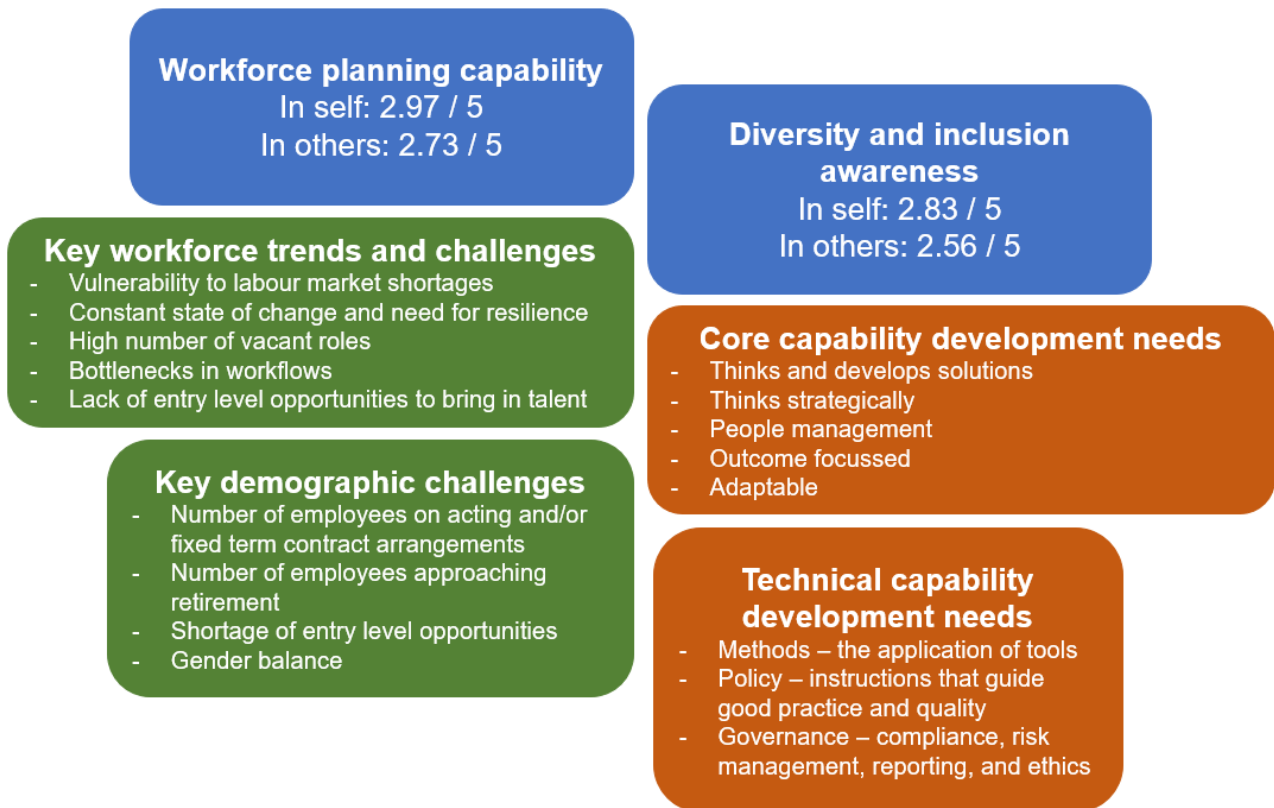 Workforce planning capability
In self: 2.97 / 5
In others: 2.73 / 5
Diversity and inclusion
awareness
In self: 2.83 / 5
In others: 2.56 / 5
Key workforce trends and challenges
- Vulnerability to labour market shortages
- Constant state of change and need for resilience
- High number of vacant roles
- Bottlenecks in workflows
- Lack of entry level opportunities to bring in talent
Core capability development needs
- Thinks and develops solutions
- Thinks strategically
- People management
- Outcome focussed
- Adaptable
Key demographic challenges
- Number of employees on acting and/or
fixed term contract arrangements
- Number of employees approaching
retirement
- Shortage of entry level opportunities
- Gender balance
Technical capability
development needs
- Methods – the application of tools
- Policy – instructions that guide
good practice and quality
- Governance – compliance, risk
management, reporting, and ethics